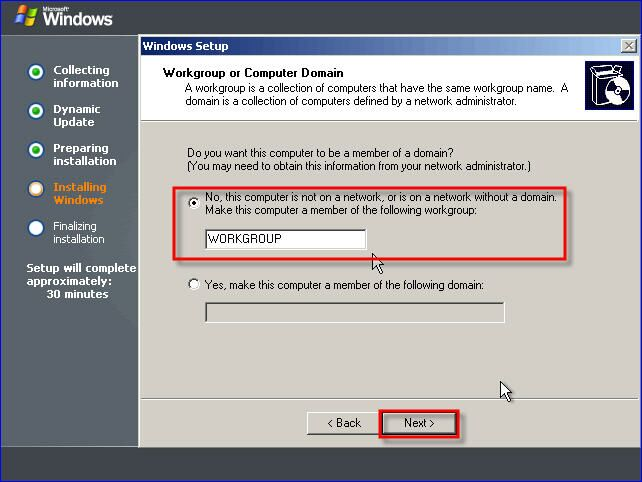 Microsoft
Windows
Collecting
information
Dynamic
Update
Preparing
installation
Installing
Windows
Finalizing
installation
Setup will complete
approximately:
30 minutes
Windows Setup
Workgroup or Computer Domain
A workgroup is a collection of computers that have the same workgroup name. A
domain is a collection of computers defined by a network administrator.
Do you want this computer to be a member of a domain?
(You may need to obtain this information from your network administrator.)
No, this computer is not on a network, or is on a network without a domain.
Make this computer a member of the following workgroup:
WORKGROUP
Yes, make this computer a member of the following domain:
< Back
Next >